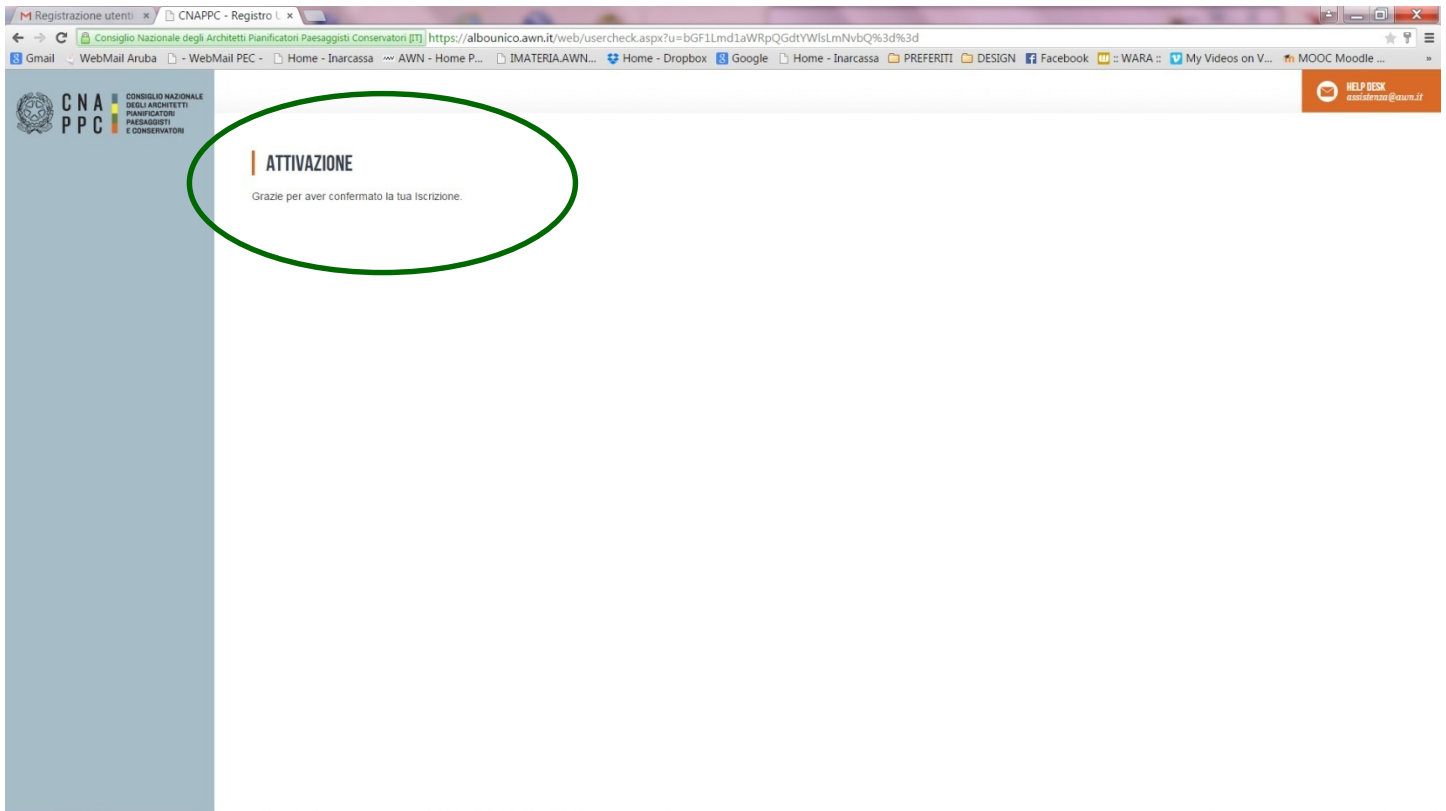 Registrazione utenti
CNAPPC - Registro U
Consiglio Nazionale degli Architetti Pianificatori Paesaggisti Conservatori [IT] https://albounico.awn.it/web/usercheck.aspx?u=bGF1Lmd1aWRpQGdtYWlsLmNvbQ%3d%3d
Gmail WebMail Aruba - WebMail PEC - Home - Inarcassa AWN - Home P... IMATERIA.AWN... Home - Dropbox Google Home - Inarcassa PREFERITI DESIGN Facebook :: WARA :: My Videos on V... MOOC Moodle ... »
CNA
PPC
CONSIGLIO NAZIONALE
DEGLI ARCHITETTI
PIANIFICATORI
PAESAGGISTI
E CONSERVATORI
HELP DESK
assistenza@awn.it
ATTIVAZIONE
Grazie per aver confermato la tua Iscrizione.